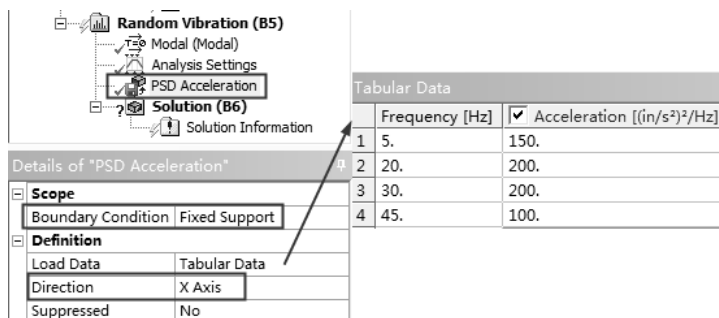 Random Vibration (B5)
Modal (Modal)
Analysis Settings
PSD Acceleration
Solution (B6)
Solution Information
Details of "PSD Acceleration"
Scope
Boundary Condition Fixed Support
Definition
Load Data Tabular Data
Direction X Axis
Suppressed No
Tabular Data
Frequency [Hz] Acceleration [(in/s²)²/Hz]
1 5. 150.
2 20. 200.
3 30. 200.
4 45. 100.